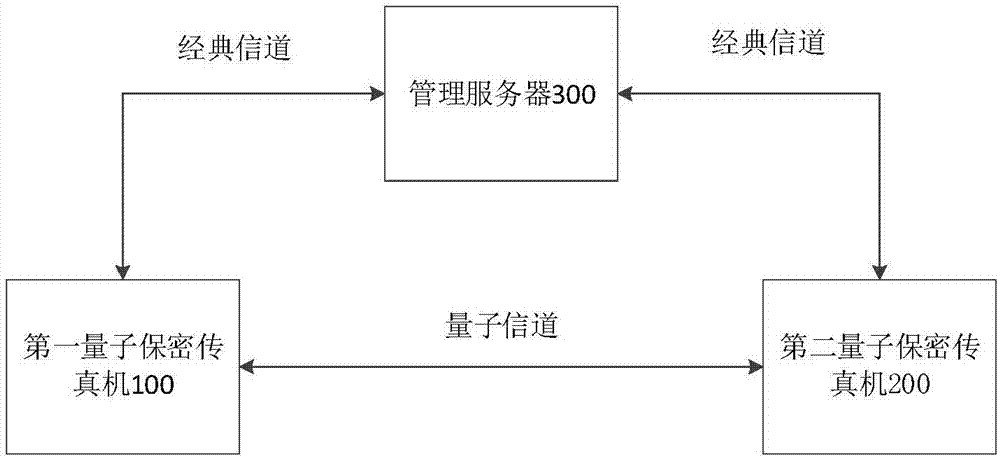 经典信道
经典信道
管理服务器300
量子信道
第一量子保密传
真机100
第二量子保密传
真机200